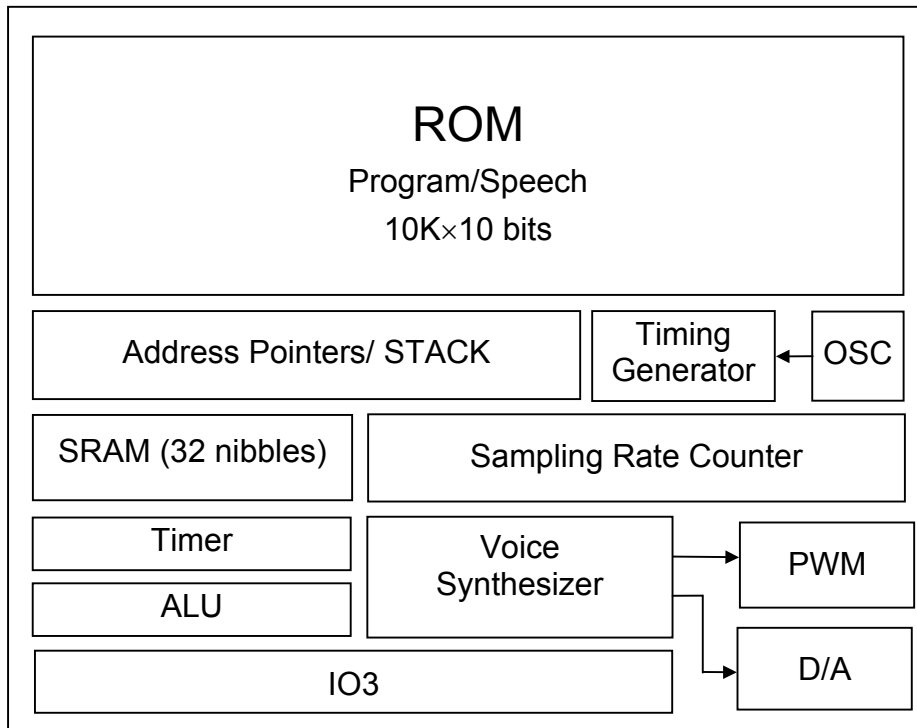 ROM
Program/Speech
10K×10 bits
Address Pointers/ STACK
Timing
Generator
OSC
SRAM (32 nibbles)
Sampling Rate Counter
Timer
Voice
Synthesizer
PWM
ALU
D/A
IO3